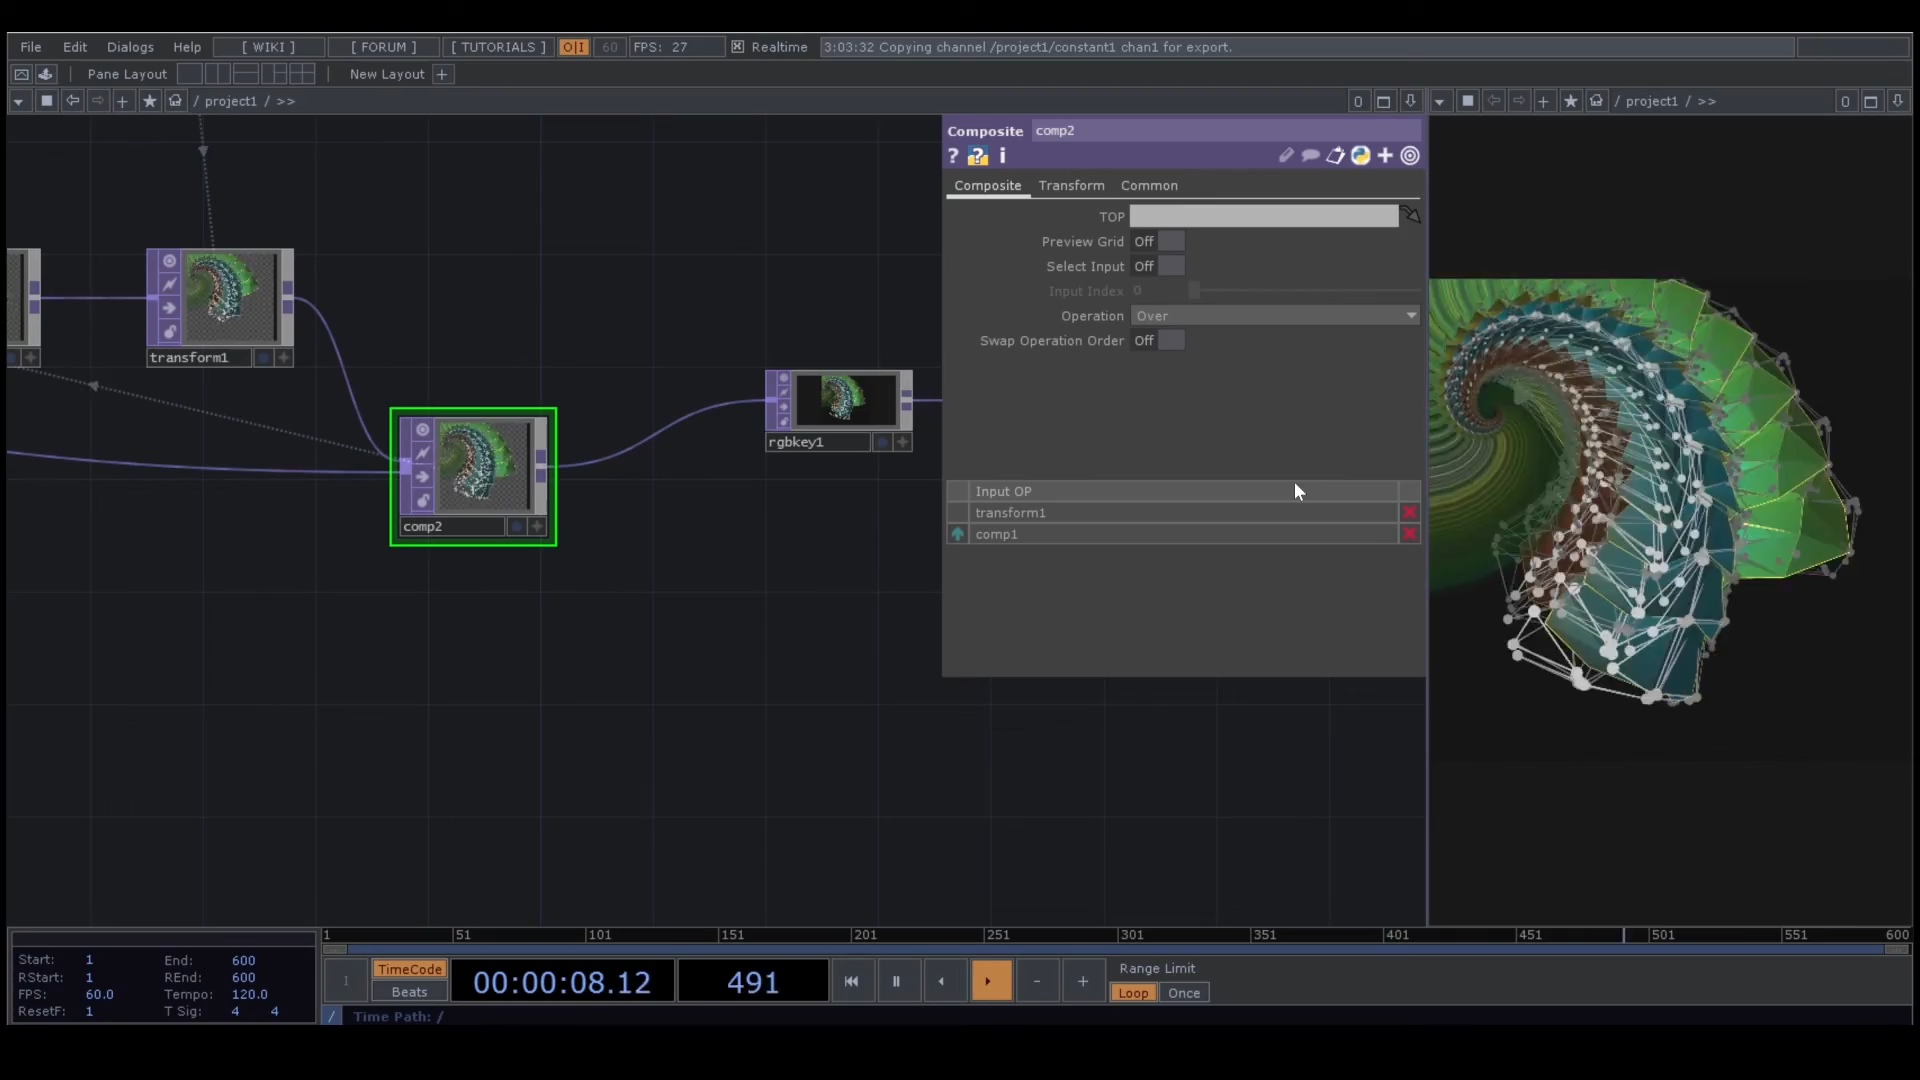 File Edit Dialogs Help [ WIKI ] [ FORUM ] [ TUTORIALS ] O|I 60 FPS: 27 Realtime 3:03:32 Copying channel /project1/constant1 chan1 for export.
Pane Layout New Layout +
/ project1 / >> 0 / project1 / >> 0
Composite comp2
? ? i
Composite Transform Common
TOP
Preview Grid Off
Select Input Off
Input Index 0
Operation Over
Swap Operation Order Off
transform1
rgbkey1
comp2
Input OP
transform1
comp1
1 51 101 151 201 251 301 351 401 451 501 551 600
Start: 1 End: 600
RStart: 1 REnd: 600
FPS: 60.0 Tempo: 120.0
ResetF: 1 T Sig: 4 4
I TimeCode Beats 00:00:08.12 491 - + Range Limit
Loop Once
/ Time Path: /